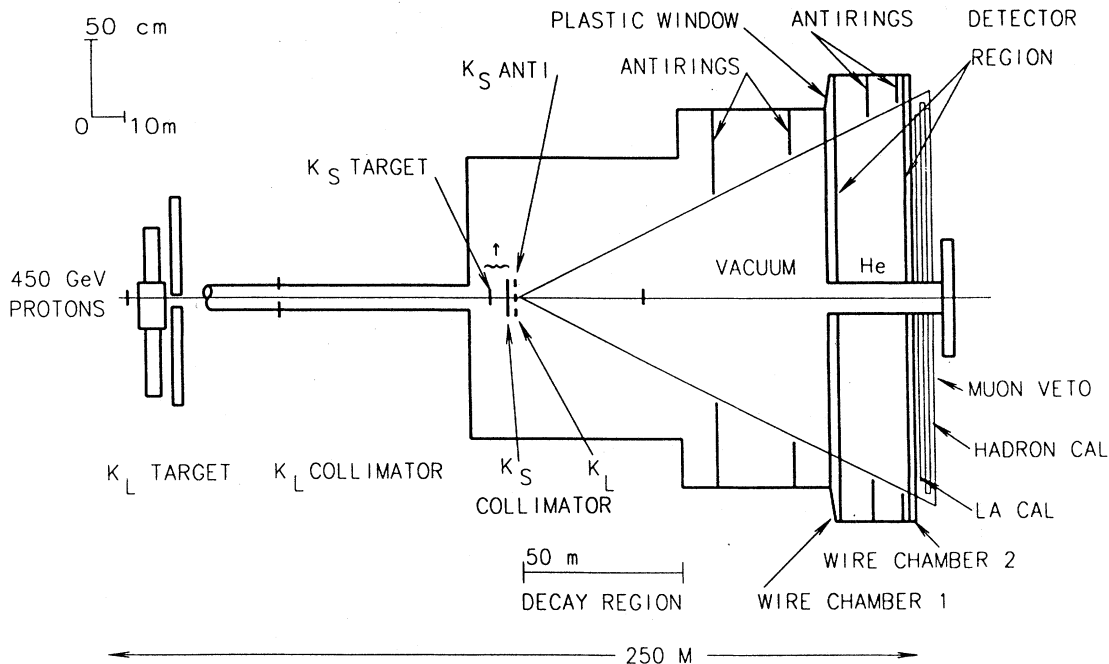 50 cm
0 10m
PLASTIC WINDOW
ANTIRINGS
DETECTOR
REGION
K_S ANTI
ANTIRINGS
K_S TARGET
450 GeV
PROTONS
VACUUM
He
MUON VETO
HADRON CAL
LA CAL
K_L TARGET
K_L COLLIMATOR
K_S
K_L
COLLIMATOR
WIRE CHAMBER 2
WIRE CHAMBER 1
50 m
DECAY REGION
250 M